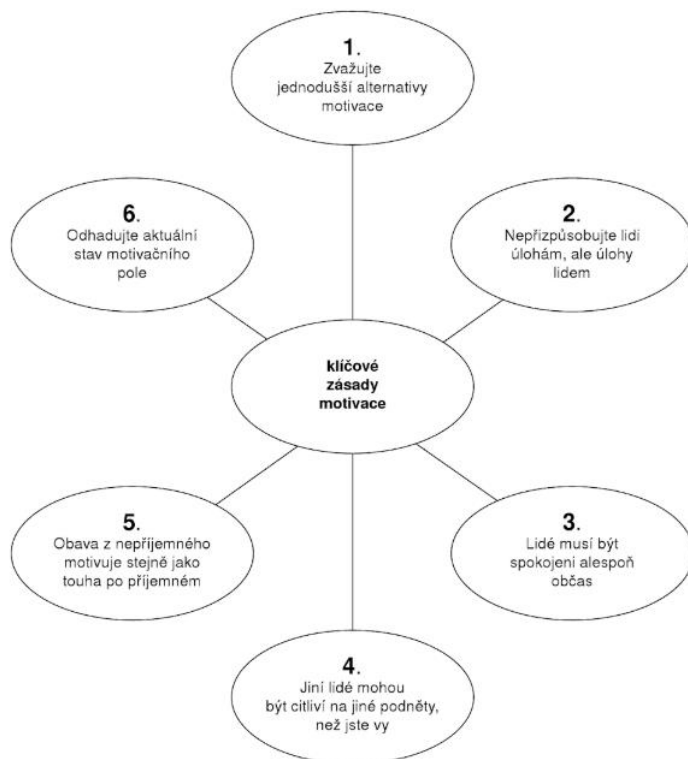 1.
Zvažujte
jednodušší alternativy
motivace
2.
Nepřizpůsobujte lidi
úlohám, ale úlohy
lidem
3.
Lidé musí být
spokojeni alespoň
občas
4.
Jiní lidé mohou
být citliví na jiné podněty,
než jste vy
5.
Obava z nepříjemného
motivuje stejně jako
touha po příjemném
6.
Odhadujte aktuální
stav motivačního
pole
klíčové
zásady
motivace